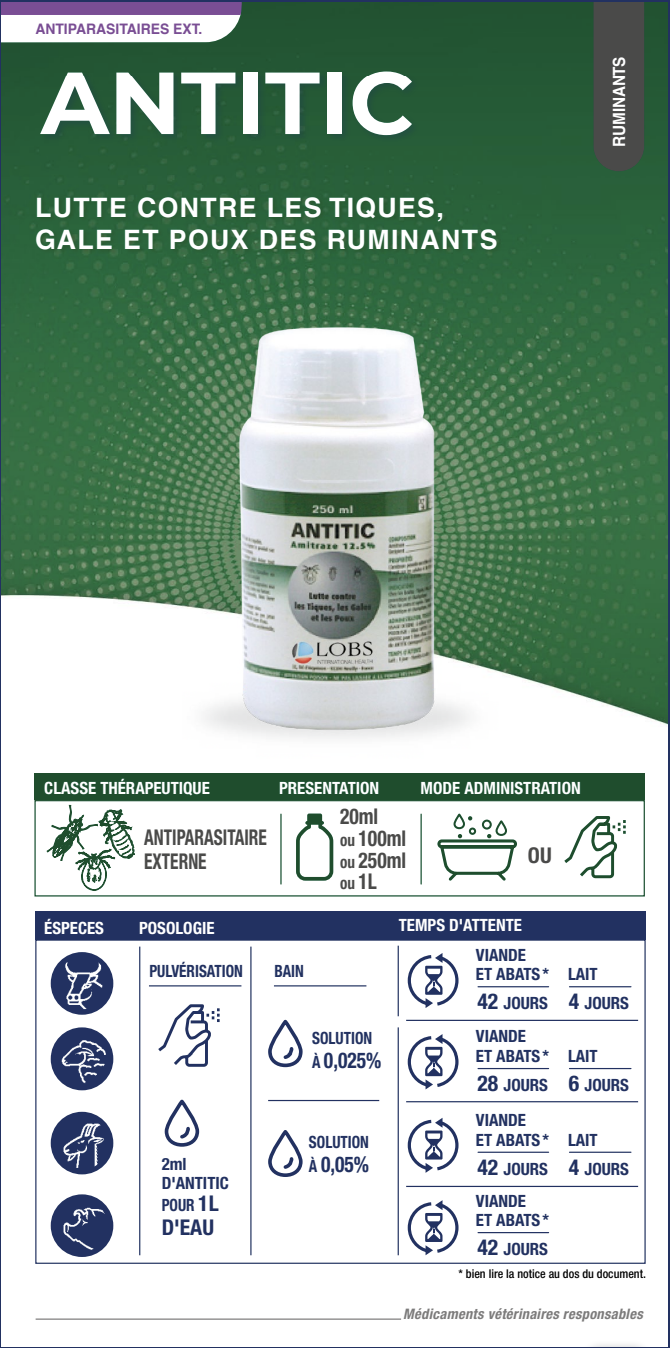 ANTIPARASITAIRES EXT.
RUMINANTS
ANTITIC
LUTTE CONTRE LES TIQUES,
GALE ET POUX DES RUMINANTS
250 ml
ANTITIC
Amitraze 12.5%
Lutte contre
les Tiques, les Gales
et les Poux
LOBS
INTERNATIONAL HEALTH
CLASSE THÉRAPEUTIQUE
PRESENTATION
MODE ADMINISTRATION
ANTIPARASITAIRE
EXTERNE
20ml
ou 100ml
ou 250ml
ou 1L
OU
ÉSPECES
POSOLOGIE
TEMPS D'ATTENTE
PULVÉRISATION
2ml
D'ANTITIC
POUR 1L
D'EAU
BAIN
SOLUTION
À 0,025%
SOLUTION
À 0,05%
VIANDE
ET ABATS* LAIT
42 JOURS 4 JOURS
VIANDE
ET ABATS* LAIT
28 JOURS 6 JOURS
VIANDE
ET ABATS* LAIT
42 JOURS 4 JOURS
VIANDE
ET ABATS*
42 JOURS
* bien lire la notice au dos du document.
Médicaments vétérinaires responsables